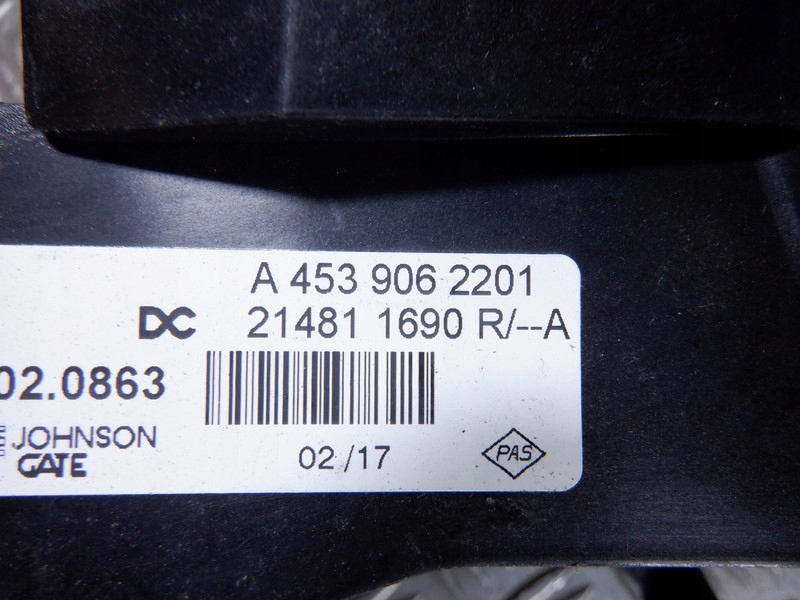 A 453 906 2201
DC 21481 1690 R/--A
02.0863
JOHNSON
GATE
02 /17
PAS